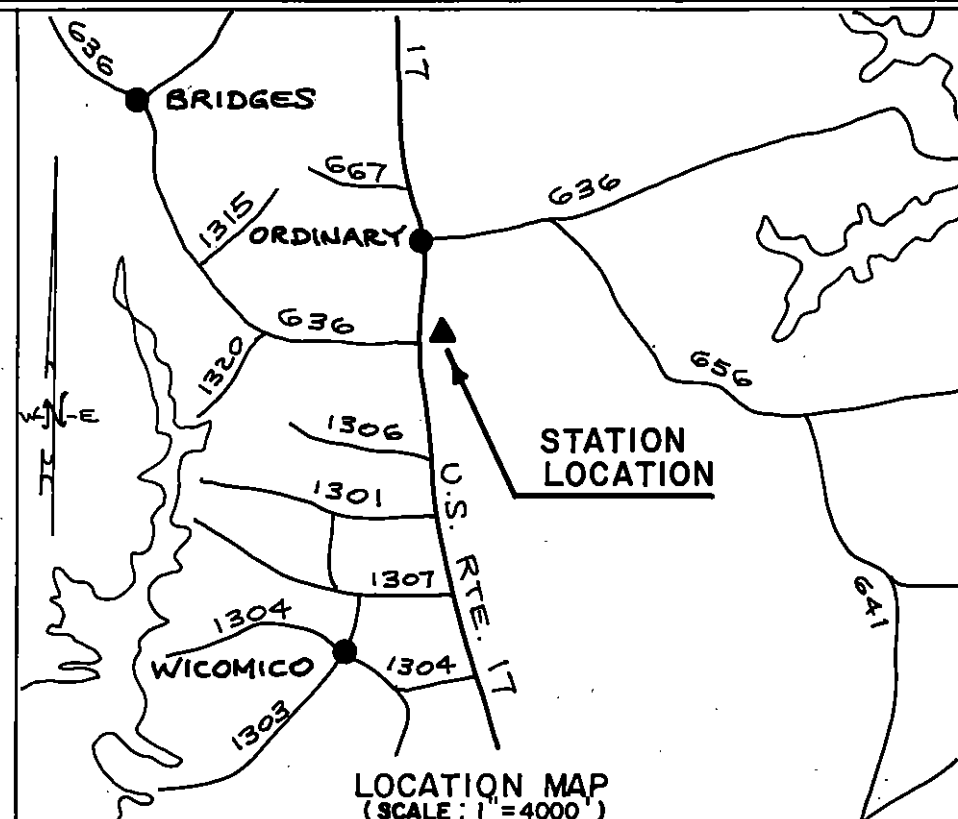 636
17
BRIDGES
667
636
1315
ORDINARY
636
1320
656
W
E
1306
STATION
LOCATION
1301
U.S. RTE. 17
1307
641
1304
WICOMICO
1304
1303
LOCATION MAP
(SCALE: 1"=4000')